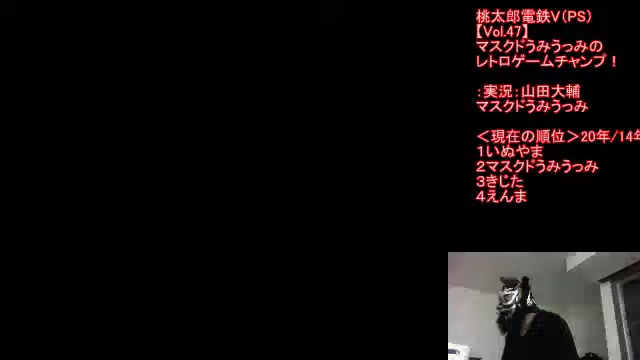 桃太郎電鉄V(PS)
【Vol.47】
マスクドうみうっみの
レトロゲームチャンプ！
：実況：山田大輔
マスクドうみうっみ
＜現在の順位＞20年/14年
1いぬやま
2マスクドうみうっみ
3きじた
4えんま